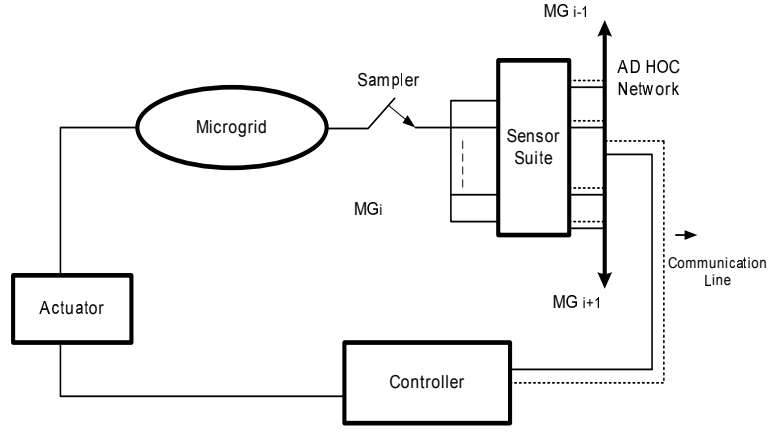 MG i-1
AD HOC
Network
Sampler
Microgrid
Sensor
Suite
MGi
Communication
Line
MG i+1
Actuator
Controller